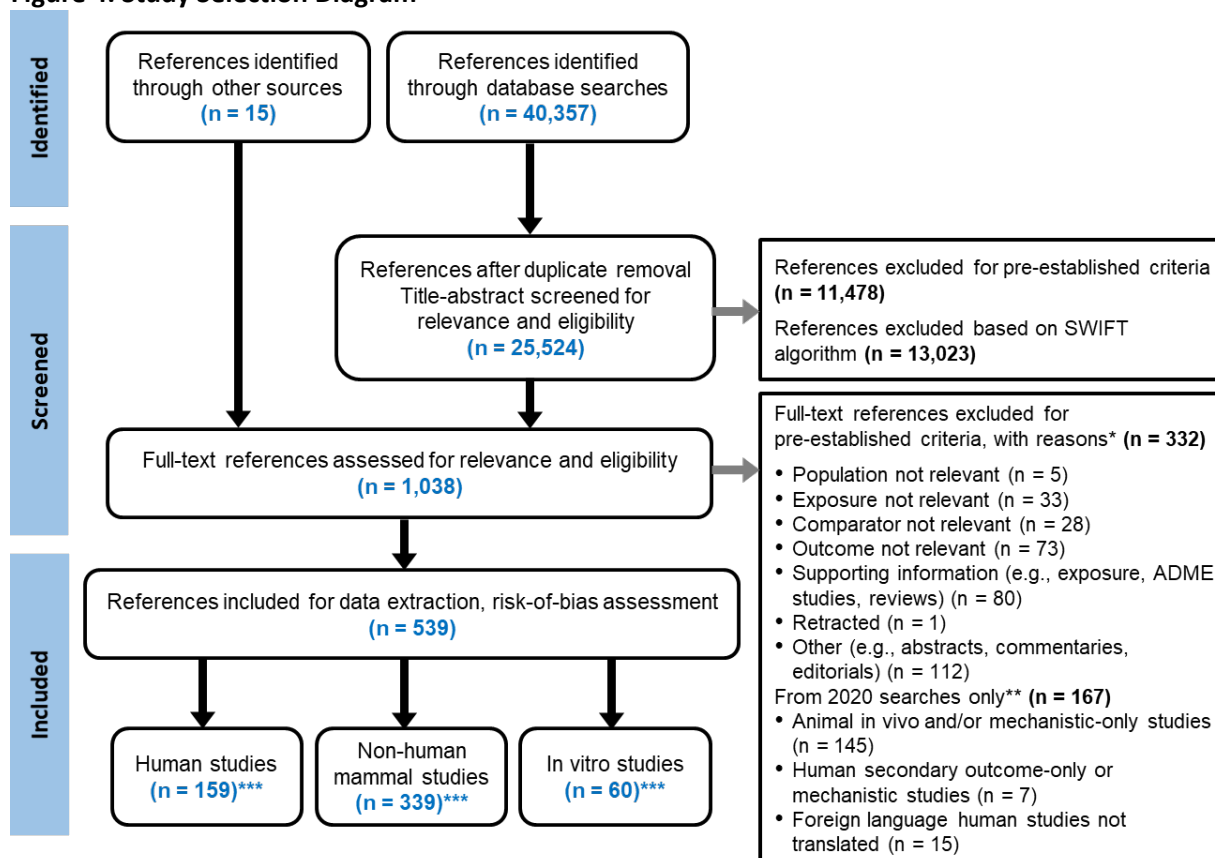 Figure 4. Study Selection Diagram
Identified
References identified
through other sources
(n = 15)
References identified
through database searches
(n = 40,357)
Screened
References after duplicate removal
Title-abstract screened for
relevance and eligibility
(n = 25,524)
References excluded for pre-established criteria
(n = 11,478)
References excluded based on SWIFT
algorithm (n = 13,023)
Full-text references assessed for relevance and eligibility
(n = 1,038)
Full-text references excluded for
pre-established criteria, with reasons* (n = 332)
• Population not relevant (n = 5)
• Exposure not relevant (n = 33)
• Comparator not relevant (n = 28)
• Outcome not relevant (n = 73)
• Supporting information (e.g., exposure, ADME
studies, reviews) (n = 80)
• Retracted (n = 1)
• Other (e.g., abstracts, commentaries,
editorials) (n = 112)
From 2020 searches only** (n = 167)
• Animal in vivo and/or mechanistic-only studies
(n = 145)
• Human secondary outcome-only or
mechanistic studies (n = 7)
• Foreign language human studies not
translated (n = 15)
Included
References included for data extraction, risk-of-bias assessment
(n = 539)
Human studies
(n = 159)***
Non-human
mammal studies
(n = 339)***
In vitro studies
(n = 60)***